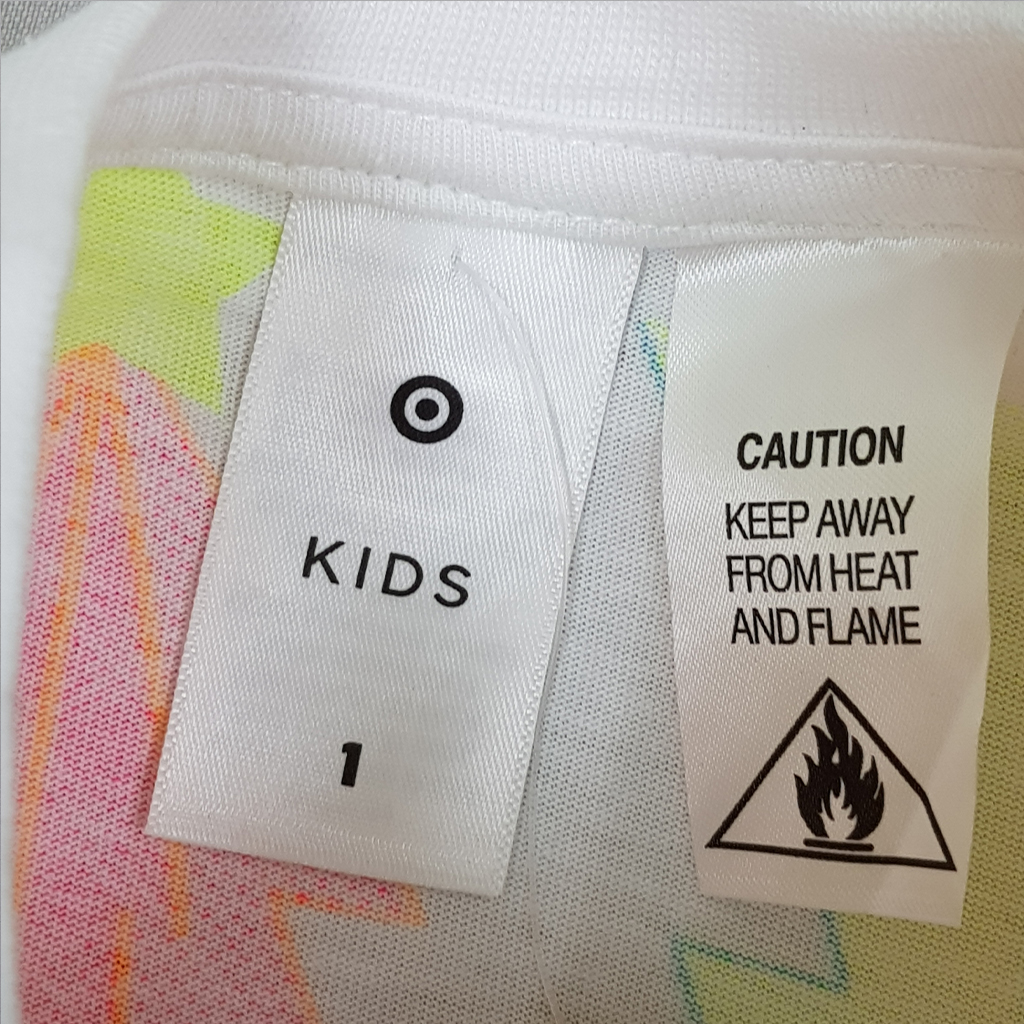 KIDS
1
CAUTION
KEEP AWAY
FROM HEAT
AND FLAME